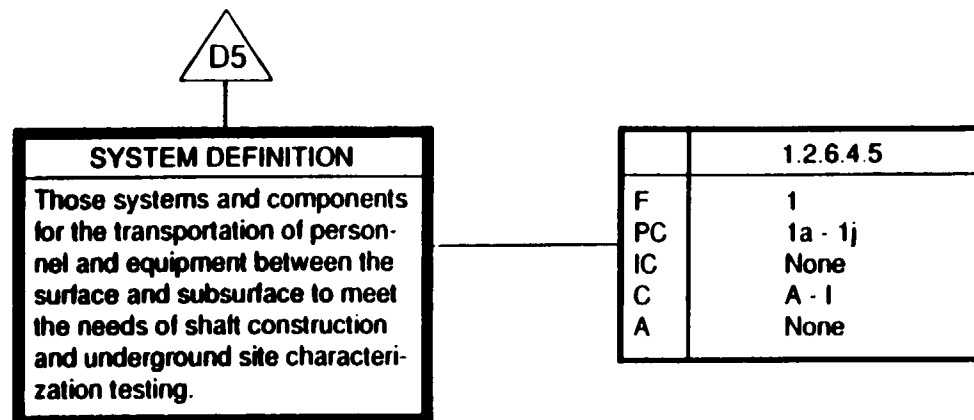 D5
SYSTEM DEFINITION
Those systems and components
for the transportation of person-
nel and equipment between the
surface and subsurface to meet
the needs of shaft construction
and underground site characteri-
zation testing.
1.2.6.4.5
F 1
PC 1a - 1j
IC None
C A - I
A None